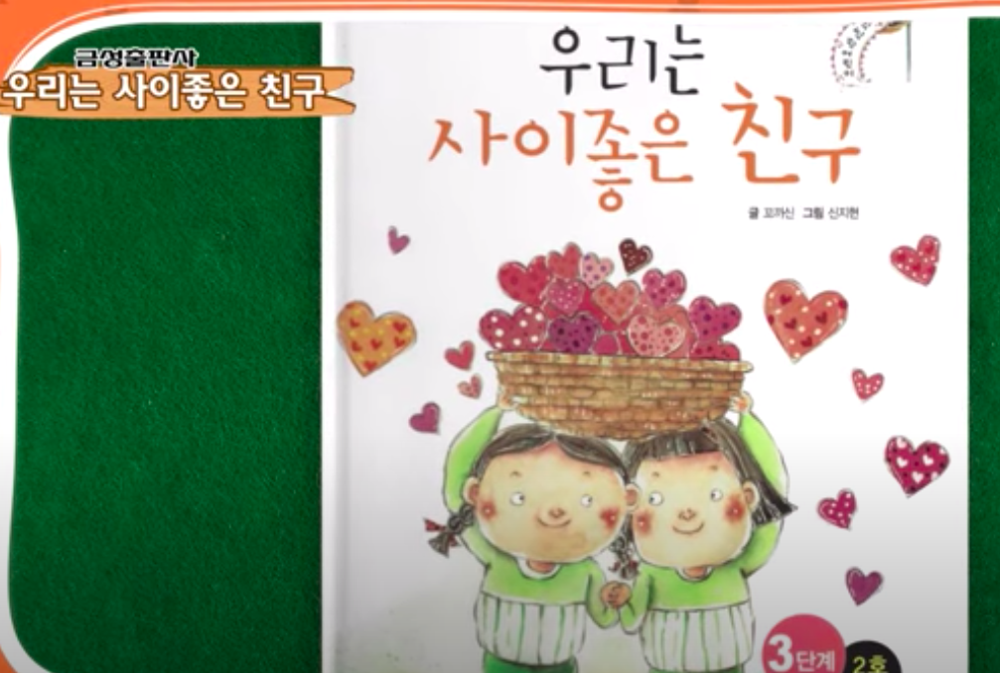 금성출판사
우리는 사이좋은 친구
우리는
사이좋은 친구
글 꼬까신 그림 신지현
3단계
2호